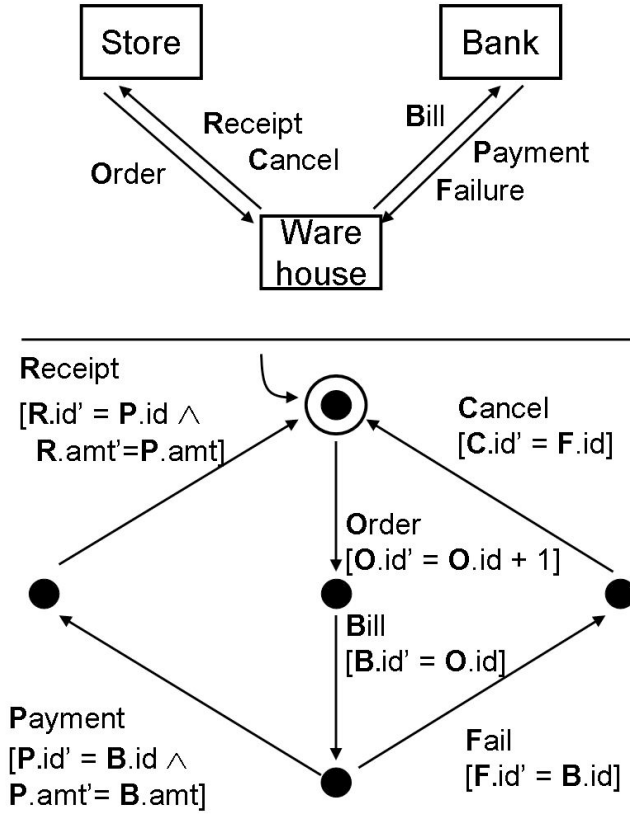 Store
Bank
Receipt
Cancel
Order
Bill
Payment
Failure
Ware
house
Receipt
[R.id’ = P.id ∧
R.amt’=P.amt]
Cancel
[C.id’ = F.id]
Order
[O.id’ = O.id + 1]
Bill
[B.id’ = O.id]
Payment
[P.id’ = B.id ∧
P.amt’= B.amt]
Fail
[F.id’ = B.id]